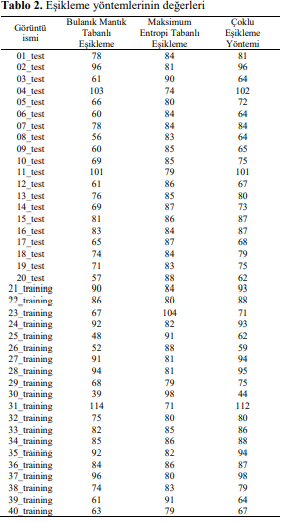 Tablo 2. Eşikleme yöntemlerinin değerleri
Görüntü ismi Bulanık Mantık Tabanlı Eşikleme Maksimum Entropi Tabanlı Eşikleme Çoklu Eşikleme Yöntemi
01_test 78 84 81
02_test 96 81 96
03_test 61 90 64
04_test 103 74 102
05_test 66 80 72
06_test 60 84 64
07_test 78 84 84
08_test 56 83 64
09_test 60 85 65
10_test 69 85 75
11_test 101 79 101
12_test 61 86 67
13_test 76 85 80
14_test 69 87 73
15_test 81 86 87
16_test 83 84 87
17_test 65 87 68
18_test 74 84 79
19_test 71 83 75
20_test 57 88 62
21_training 90 84 93
22_training 86 80 88
23_training 67 104 71
24_training 92 82 93
25_training 48 91 62
26_training 52 88 59
27_training 91 81 94
28_training 94 81 95
29_training 68 79 75
30_training 39 98 44
31_training 114 71 112
32_training 75 80 80
33_training 82 85 86
34_training 85 86 88
35_training 92 82 94
36_training 84 86 87
37_training 96 80 98
38_training 74 83 79
39_training 61 91 64
40_training 63 79 67